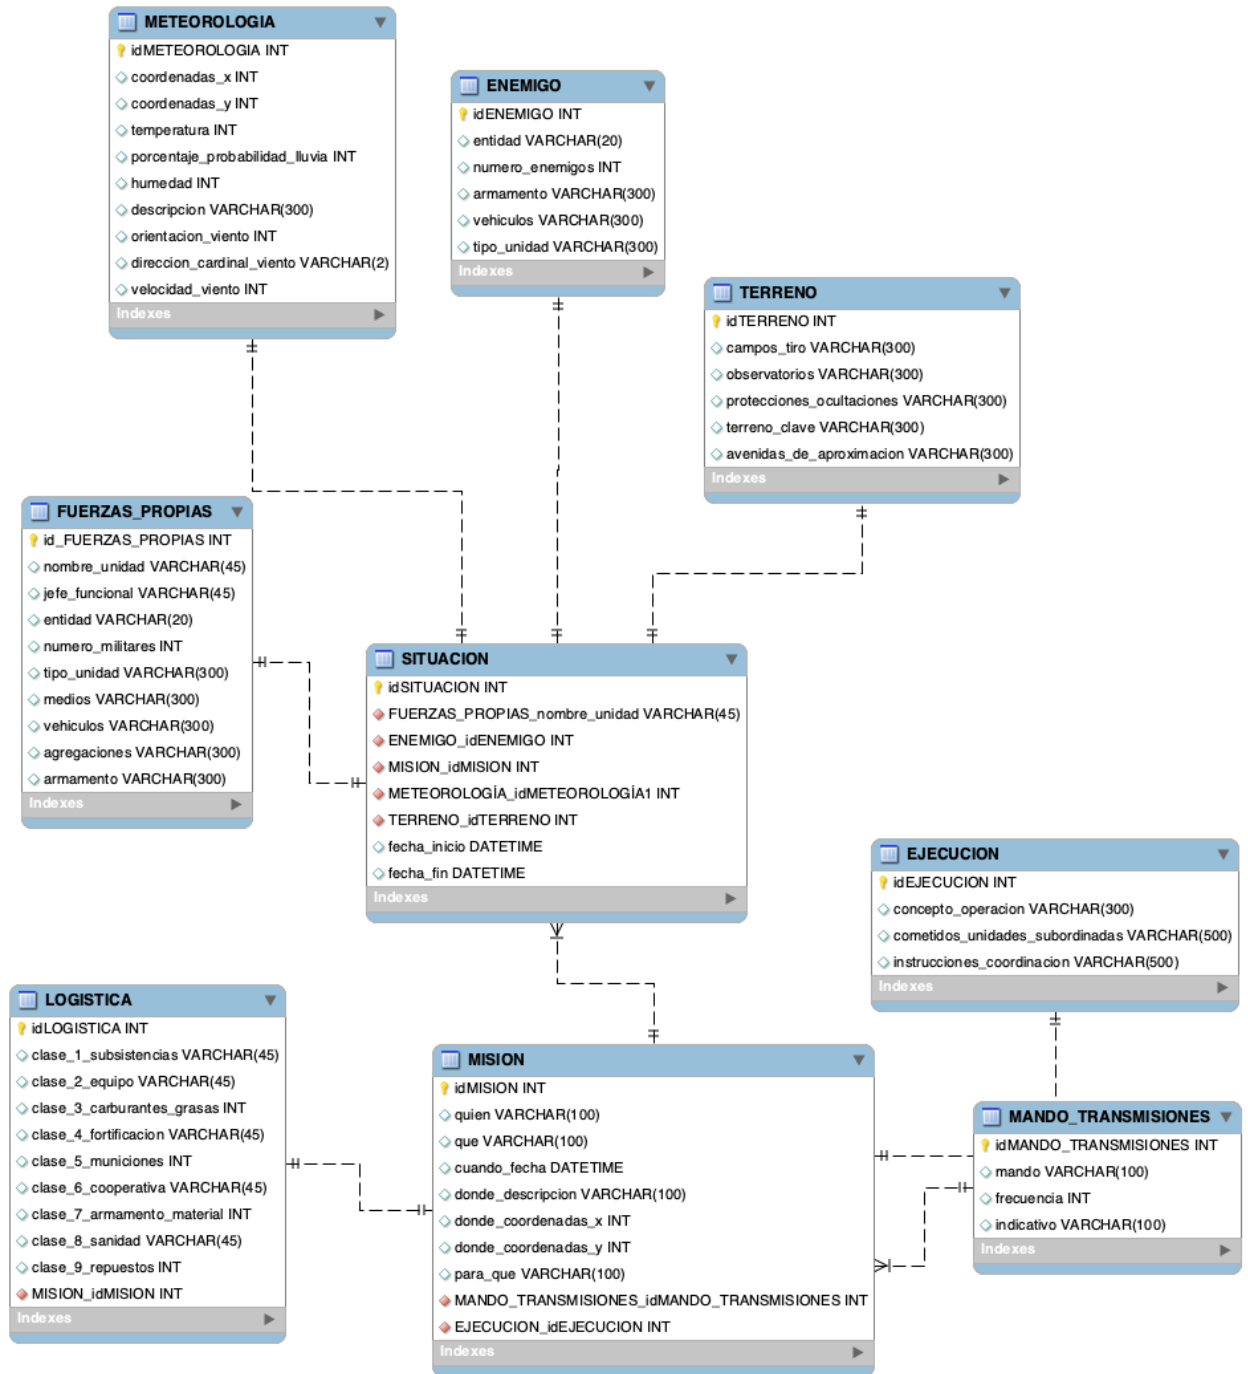 METEOROLOGIA
idMETEOROLOGIA INT
coordenadas_x INT
coordenadas_y INT
temperatura INT
porcentaje_probabilidad_lluvia INT
humedad INT
descripcion VARCHAR(300)
orientacion_viento INT
direccion_cardinal_viento VARCHAR(2)
velocidad_viento INT
Indexes
ENEMIGO
idENEMIGO INT
entidad VARCHAR(20)
numero_enemigos INT
armamento VARCHAR(300)
vehiculos VARCHAR(300)
tipo_unidad VARCHAR(300)
Indexes
TERRENO
idTERRENO INT
campos_tiro VARCHAR(300)
observatorios VARCHAR(300)
protecciones_ocultaciones VARCHAR(300)
terreno_clave VARCHAR(300)
avenidas_de_aproximacion VARCHAR(300)
Indexes
FUERZAS_PROPIAS
id_FUERZAS_PROPIAS INT
nombre_unidad VARCHAR(45)
jefe_funcional VARCHAR(45)
entidad VARCHAR(20)
numero_militares INT
tipo_unidad VARCHAR(300)
medios VARCHAR(300)
vehiculos VARCHAR(300)
agregaciones VARCHAR(300)
armamento VARCHAR(300)
Indexes
SITUACION
idSITUACION INT
FUERZAS_PROPIAS_nombre_unidad VARCHAR(45)
ENEMIGO_idENEMIGO INT
MISION_idMISION INT
METEOROLOGÍA_idMETEOROLOGÍA1 INT
TERRENO_idTERRENO INT
fecha_inicio DATETIME
fecha_fin DATETIME
Indexes
EJECUCION
idEJECUCION INT
concepto_operacion VARCHAR(300)
cometidos_unidades_subordinadas VARCHAR(500)
instrucciones_coordinacion VARCHAR(500)
Indexes
LOGISTICA
idLOGISTICA INT
clase_1_subsistencias VARCHAR(45)
clase_2_equipo VARCHAR(45)
clase_3_carburantes_grasas INT
clase_4_fortificacion VARCHAR(45)
clase_5_municiones INT
clase_6_cooperativa VARCHAR(45)
clase_7_armamento_material INT
clase_8_sanidad VARCHAR(45)
clase_9_repuestos INT
MISION_idMISION INT
Indexes
MISION
idMISION INT
quien VARCHAR(100)
que VARCHAR(100)
cuando_fecha DATETIME
donde_descripcion VARCHAR(100)
donde_coordenadas_x INT
donde_coordenadas_y INT
para_que VARCHAR(100)
MANDO_TRANSMISIONES_idMANDO_TRANSMISIONES INT
EJECUCION_idEJECUCION INT
Indexes
MANDO_TRANSMISIONES
idMANDO_TRANSMISIONES INT
mando VARCHAR(100)
frecuencia INT
indicativo VARCHAR(100)
Indexes